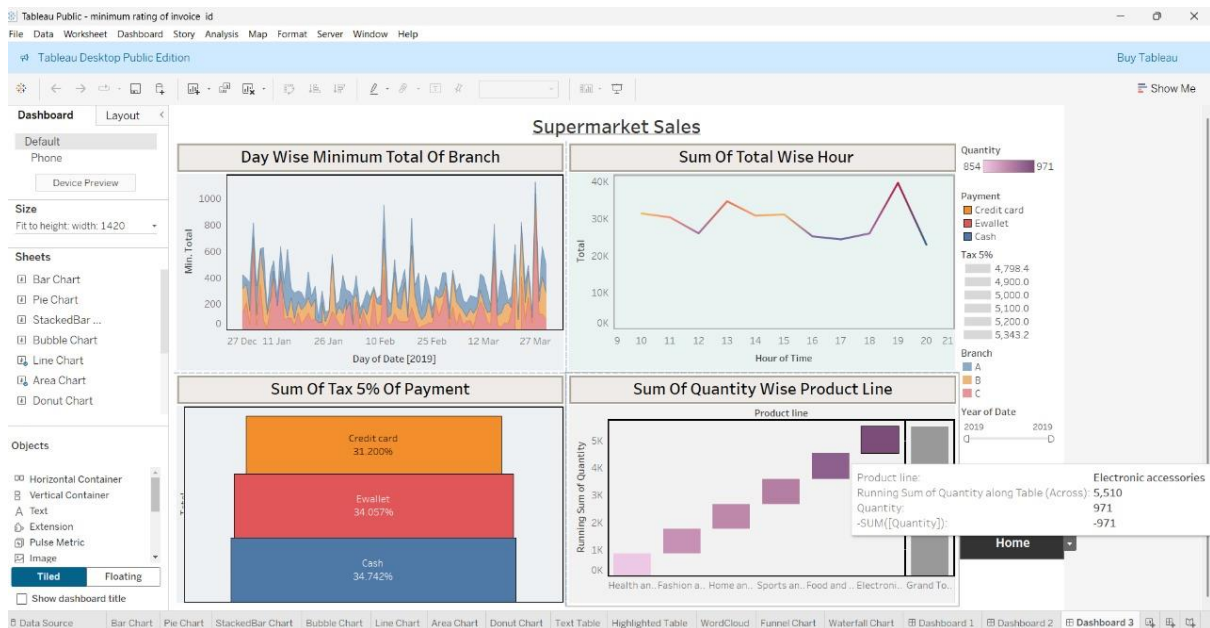 Tableau Public - minimum rating of invoice id
File Data Worksheet Dashboard Story Analysis Map Format Server Window Help
Tableau Desktop Public Edition
Buy Tableau
Show Me
Dashboard Layout
Default
Phone
Device Preview
Size
Fit to height: width: 1420
Sheets
Bar Chart
Pie Chart
StackedBar ...
Bubble Chart
Line Chart
Area Chart
Donut Chart
Objects
Horizontal Container
Vertical Container
Text
Extension
Pulse Metric
Image
Tiled Floating
Show dashboard title
Supermarket Sales
Day Wise Minimum Total Of Branch
Min. Total
1000
800
600
400
200
0
27 Dec 11 Jan 26 Jan 10 Feb 25 Feb 12 Mar 27 Mar
Day of Date [2019]
Sum Of Total Wise Hour
Total
40K
30K
20K
10K
0K
9 10 11 12 13 14 15 16 17 18 19 20 21
Hour of Time
Sum Of Tax 5% Of Payment
Credit card
31.200%
Ewallet
34.057%
Cash
34.742%
Sum Of Quantity Wise Product Line
Product line
Running Sum of Quantity
5K
4K
3K
2K
1K
0K
Health an.. Fashion a.. Home an.. Sports an.. Food and .. Electroni.. Grand To..
Quantity
854 971
Payment
Credit card
Ewallet
Cash
Tax 5%
4,798.4
4,900.0
5,000.0
5,100.0
5,200.0
5,343.2
Branch
A
B
C
Year of Date
2019 2019
Product line: Electronic accessories
Running Sum of Quantity along Table (Across): 5,510
Quantity: 971
-SUM([Quantity]): -971
Home
Data Source Bar Chart Pie Chart StackedBar Chart Bubble Chart Line Chart Area Chart Donut Chart Text Table Highlighted Table WordCloud Funnel Chart Waterfall Chart Dashboard 1 Dashboard 2 Dashboard 3